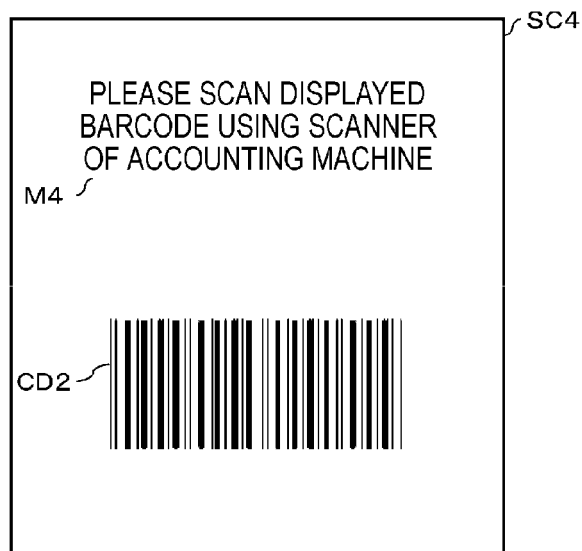 SC4
PLEASE SCAN DISPLAYED
BARCODE USING SCANNER
OF ACCOUNTING MACHINE
M4
CD2